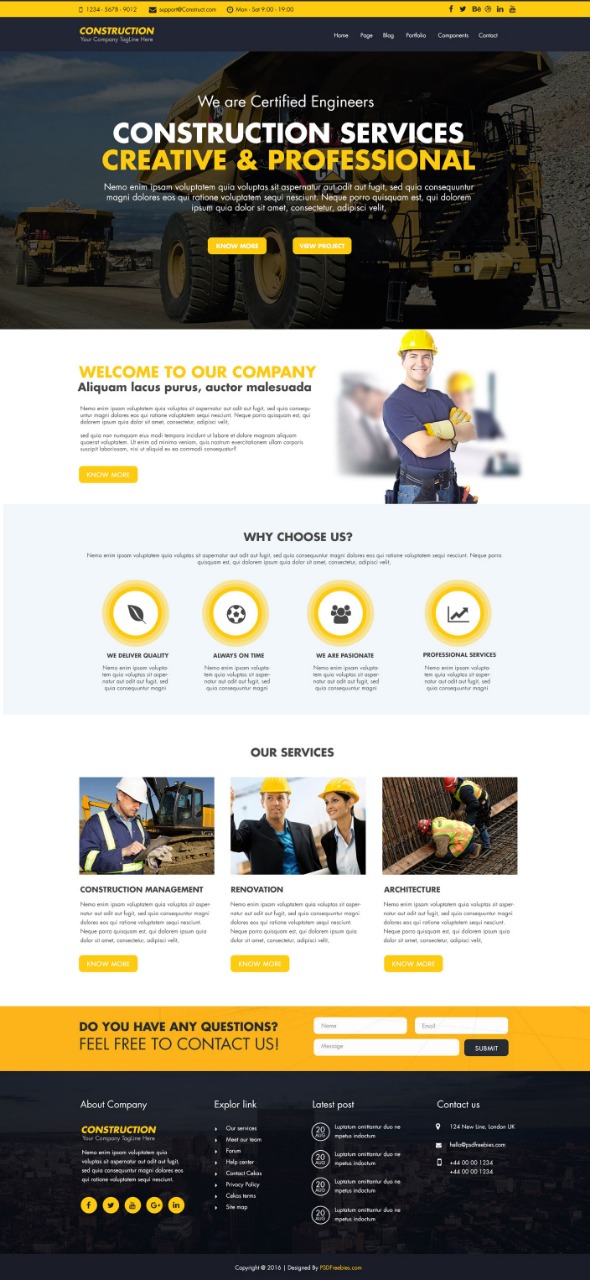 1234 - 5678 - 9012 support@Construct.com Mon - Sat 9:00 - 19:00
CONSTRUCTION
Your Company TagLine Here
Home Page Blog Portfolio Components Contact
We are Certified Engineers
CONSTRUCTION SERVICES
CREATIVE & PROFESSIONAL
Nemo enim ipsam voluptatem quia voluptas sit aspernatur aut odit aut fugit, sed quia consequuntur
magni dolores eos qui ratione voluptatem sequi nesciunt. Neque porro quisquam est, qui dolorem
ipsum quia dolor sit amet, consectetur, adipisci velit,
KNOW MORE VIEW PROJECT
WELCOME TO OUR COMPANY
Aliquam lacus purus, auctor malesuada
Nemo enim ipsam voluptatem quia voluptas sit aspernatur aut odit aut fugit, sed quia consequ-
untur magni dolores eos qui ratione voluptatem sequi nesciunt. Neque porro quisquam est, qui
dolorem ipsum quia dolor sit amet, consectetur, adipisci velit,
sed quia non numquam eius modi tempora incidunt ut labore et dolore magnam aliquam
quaerat voluptatem. Ut enim ad minima veniam, quis nostrum exercitationem ullam corporis
suscipit laboriosam, nisi ut aliquid ex ea commodi consequatur?
KNOW MORE
WHY CHOOSE US?
Nemo enim ipsam voluptatem quia voluptas sit aspernatur aut odit aut fugit, sed quia consequuntur magni dolores eos qui ratione voluptatem sequi nesciunt. Neque porro
quisquam est, qui dolorem ipsum quia dolor sit amet, consectetur, adipisci velit,
WE DELIVER QUALITY
Nemo enim ipsam volupta-
tem quia voluptas sit asper-
natur aut odit aut fugit, sed
quia consequuntur magni
ALWAYS ON TIME
Nemo enim ipsam volupta-
tem quia voluptas sit asper-
natur aut odit aut fugit, sed
quia consequuntur magni
WE ARE PASIONATE
Nemo enim ipsam volupta-
tem quia voluptas sit asper-
natur aut odit aut fugit, sed
quia consequuntur magni
PROFESSIONAL SERVICES
Nemo enim ipsam volupta-
tem quia voluptas sit asper-
natur aut odit aut fugit, sed
quia consequuntur magni
OUR SERVICES
CONSTRUCTION MANAGEMENT
Nemo enim ipsam voluptatem quia voluptas sit asper-
natur aut odit aut fugit, sed quia consequuntur magni
dolores eos qui ratione voluptatem sequi nesciunt.
Neque porro quisquam est, qui dolorem ipsum quia
dolor sit amet, consectetur, adipisci velit,
KNOW MORE
RENOVATION
Nemo enim ipsam voluptatem quia voluptas sit asper-
natur aut odit aut fugit, sed quia consequuntur magni
dolores eos qui ratione voluptatem sequi nesciunt.
Neque porro quisquam est, qui dolorem ipsum quia
dolor sit amet, consectetur, adipisci velit,
KNOW MORE
ARCHITECTURE
Nemo enim ipsam voluptatem quia voluptas sit asper-
natur aut odit aut fugit, sed quia consequuntur magni
dolores eos qui ratione voluptatem sequi nesciunt.
Neque porro quisquam est, qui dolorem ipsum quia
dolor sit amet, consectetur, adipisci velit,
KNOW MORE
DO YOU HAVE ANY QUESTIONS?
FEEL FREE TO CONTACT US!
Name Email
Message SUBMIT
About Company
CONSTRUCTION
Your Company TagLine Here
Nemo enim ipsam voluptatem quia
voluptas sit aspernatur aut odit aut fugit,
sed quia consequuntur magni dolores eos
qui ratione voluptatem sequi nesciunt.
Explor link
Our services
Meet our team
Forum
Help center
Contact Cekas
Privacy Policy
Cekas terms
Site map
Latest post
20 AUG Luptatum omittantur duo ne
mpetus indoctum
20 AUG Luptatum omittantur duo ne
mpetus indoctum
20 AUG Luptatum omittantur duo ne
mpetus indoctum
20 AUG Luptatum omittantur duo ne
mpetus indoctum
Contact us
124 New Line, London UK
hello@psdfreebies.com
+44 00 00 1234
+44 00 00 1234
Copyright @ 2016 | Designed By PSDFreebies.com